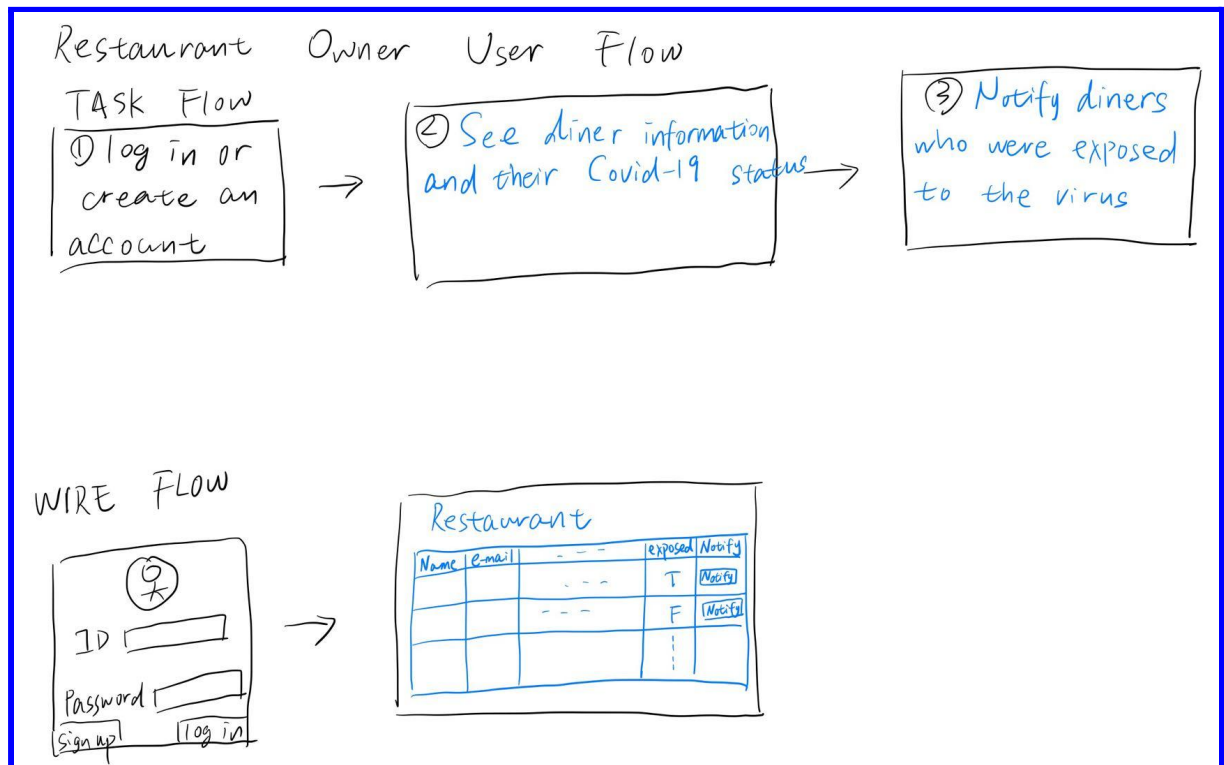 Restaurant Owner User Flow
TASK Flow
① log in or
create an
account
② See diner information
and their Covid-19 status
③ Notify diners
who were exposed
to the virus
WIRE FLOW
ID
Password
Sign up log in
Restaurant
Name e-mail - - - exposed Notify
- - - T Notify
- - - F Notify